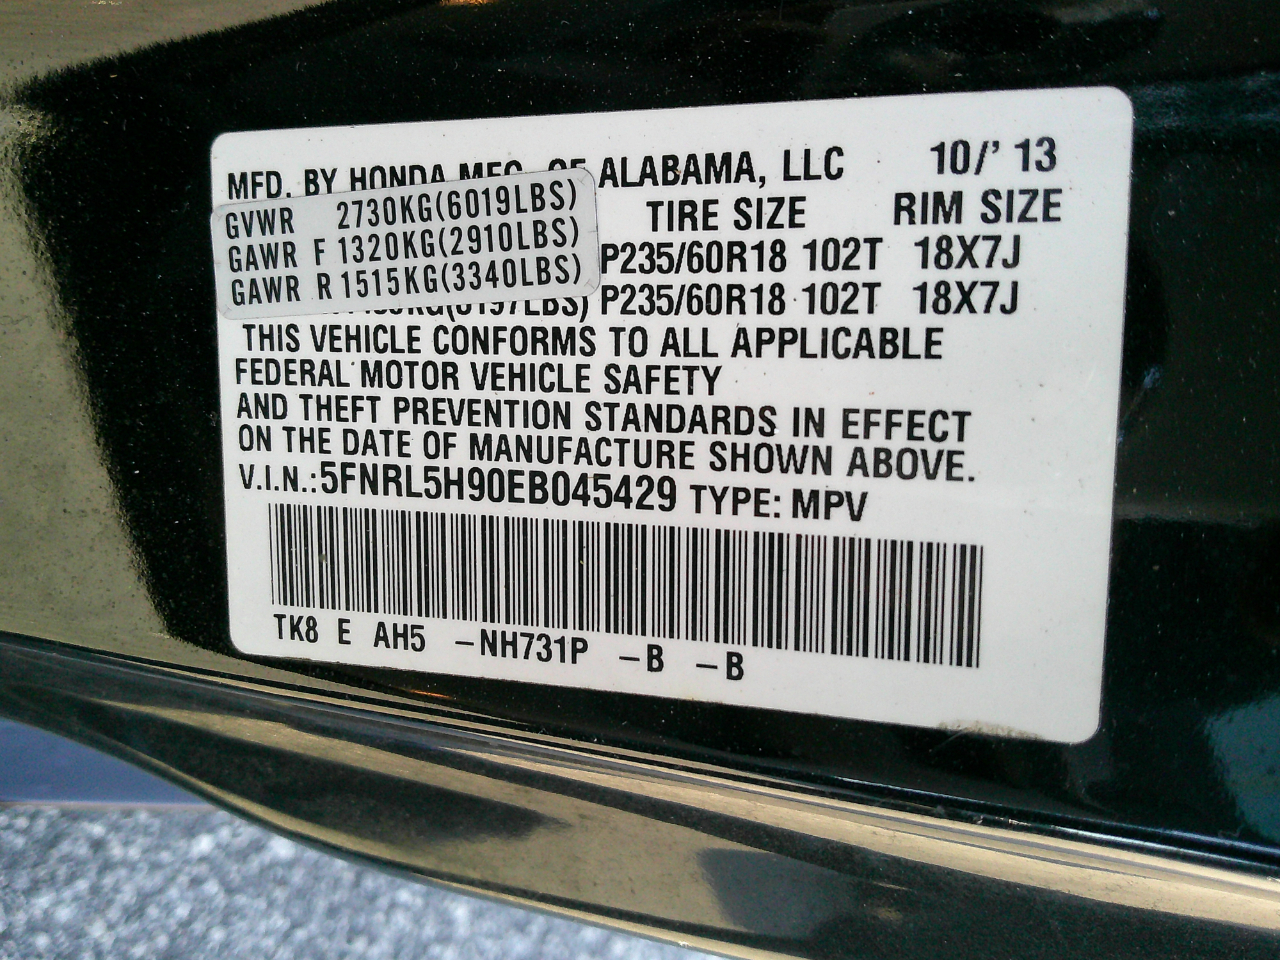 MFD. BY HONDA MFG. OF ALABAMA, LLC 10/' 13
GVWR 2730KG(6019LBS) TIRE SIZE RIM SIZE
GAWR F 1320KG(2910LBS) P235/60R18 102T 18X7J
GAWR R 1515KG(3340LBS) P235/60R18 102T 18X7J
THIS VEHICLE CONFORMS TO ALL APPLICABLE
FEDERAL MOTOR VEHICLE SAFETY
AND THEFT PREVENTION STANDARDS IN EFFECT
ON THE DATE OF MANUFACTURE SHOWN ABOVE.
V.I.N.:5FNRL5H90EB045429 TYPE: MPV
TK8 E AH5 –NH731P –B –B